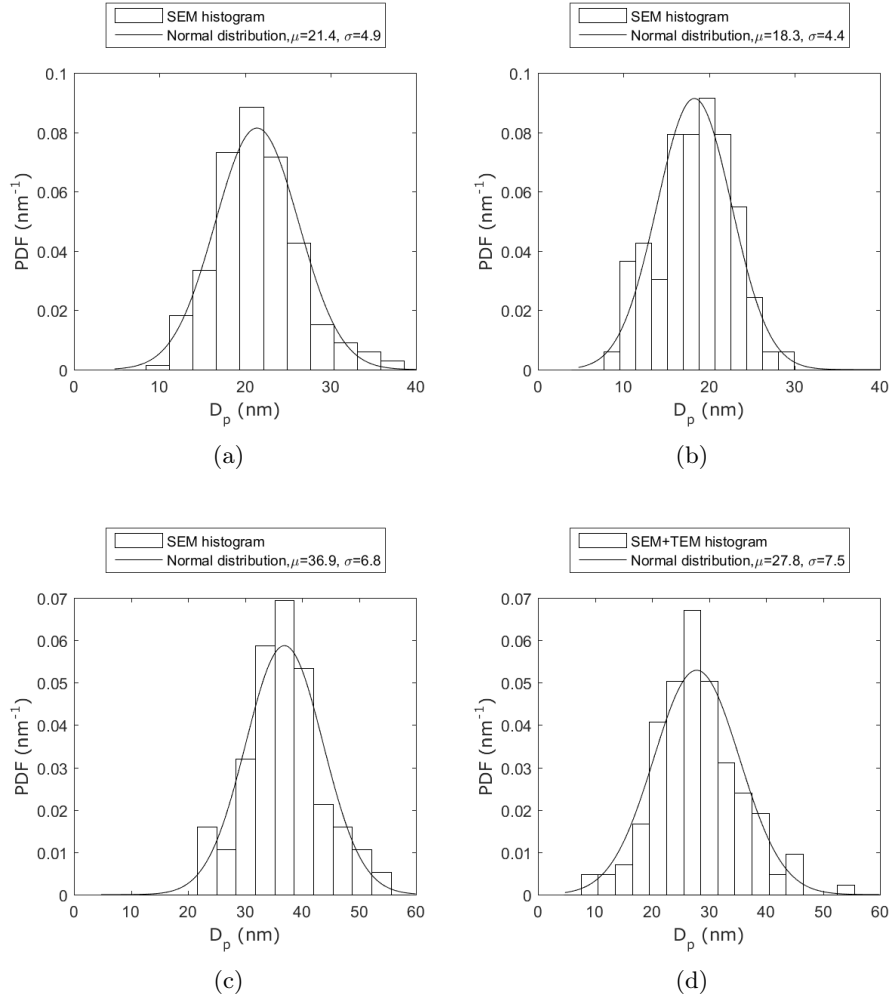 SEM histogram
Normal distribution,μ=21.4, σ=4.9
0.1
0.08
0.06
0.04
0.02
0
PDF (nm-1)
0 10 20 30 40
Dp (nm)
(a)
SEM histogram
Normal distribution,μ=18.3, σ=4.4
0.1
0.08
0.06
0.04
0.02
0
PDF (nm-1)
0 10 20 30 40
Dp (nm)
(b)
SEM histogram
Normal distribution,μ=36.9, σ=6.8
0.07
0.06
0.05
0.04
0.03
0.02
0.01
0
PDF (nm-1)
0 10 20 30 40 50 60
Dp (nm)
(c)
SEM+TEM histogram
Normal distribution,μ=27.8, σ=7.5
0.07
0.06
0.05
0.04
0.03
0.02
0.01
0
PDF (nm-1)
0 10 20 30 40 50 60
Dp (nm)
(d)